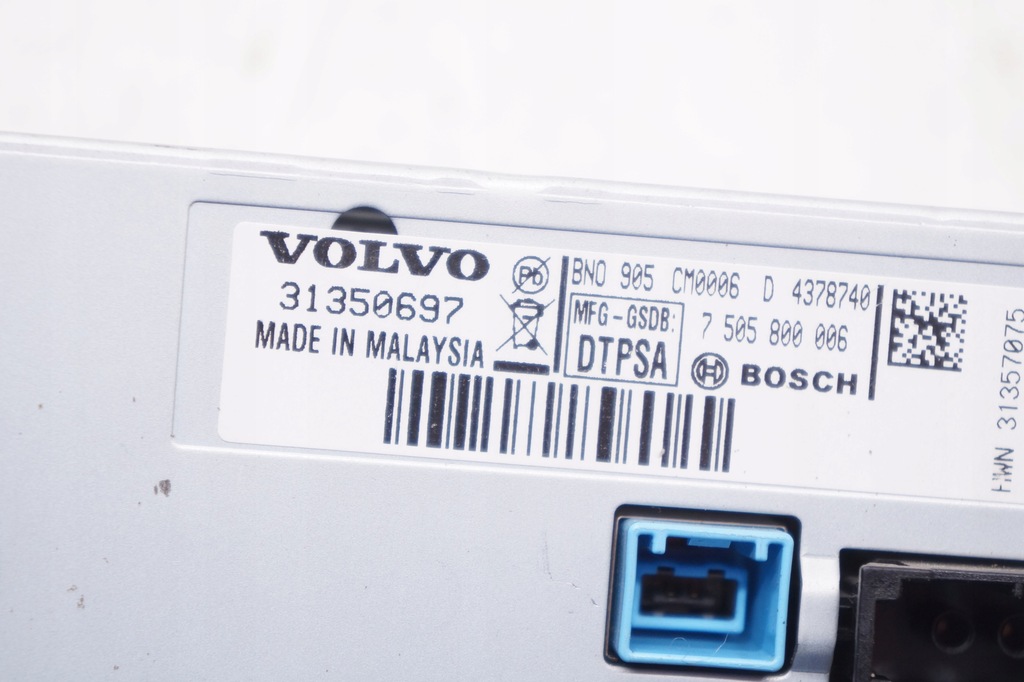 VOLVO
31350697
MADE IN MALAYSIA
Pb
BNO 905 CM0006 D 4378740
MFG-GSDB:
DTPSA
7 505 800 006
BOSCH
HWN 31357075